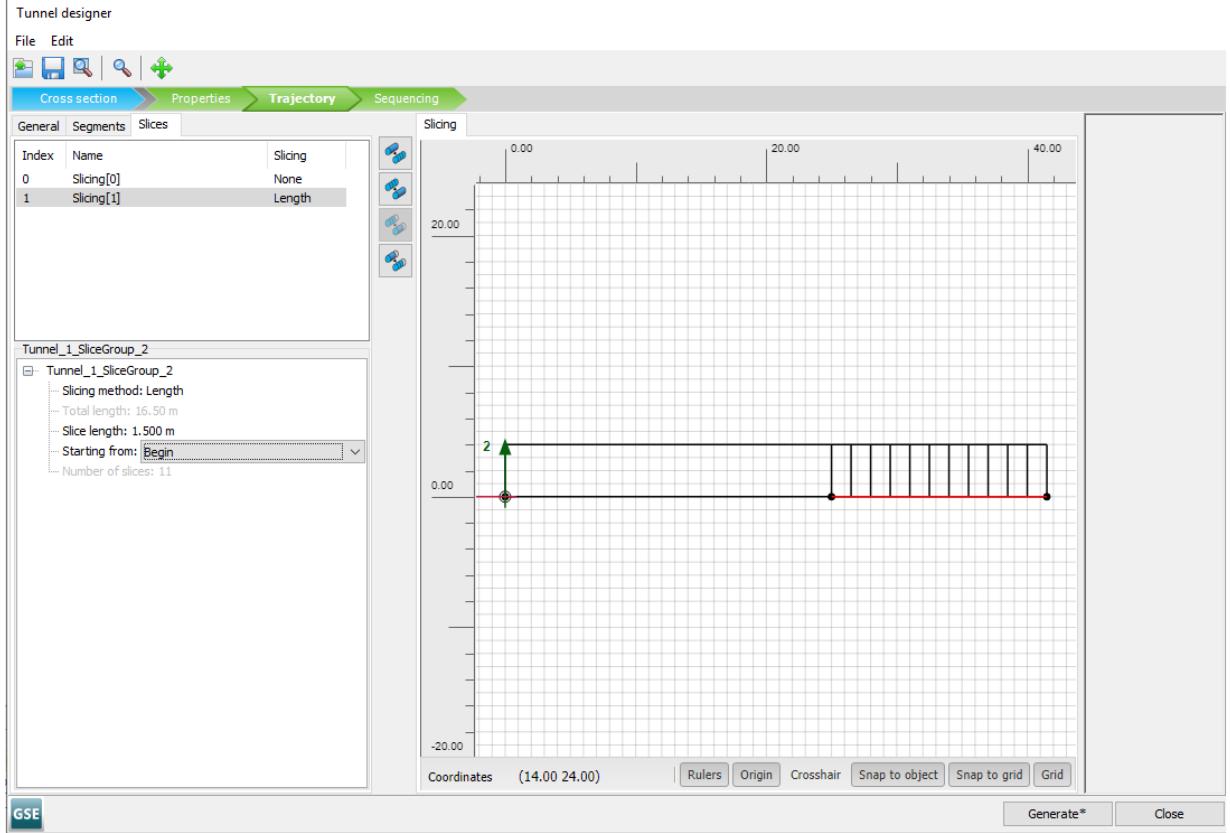 Tunnel designer
File Edit
Cross section Properties Trajectory Sequencing
General Segments Slices
Index Name Slicing
0 Slicing[0] None
1 Slicing[1] Length
Tunnel_1_SliceGroup_2
Tunnel_1_SliceGroup_2
Slicing method: Length
Total length: 16.50 m
Slice length: 1.500 m
Starting from: Begin
Number of slices: 11
Slicing
0.00 20.00 40.00
20.00
2
0.00
-20.00
Coordinates (14.00 24.00) Rulers Origin Crosshair Snap to object Snap to grid Grid
GSE Generate* Close